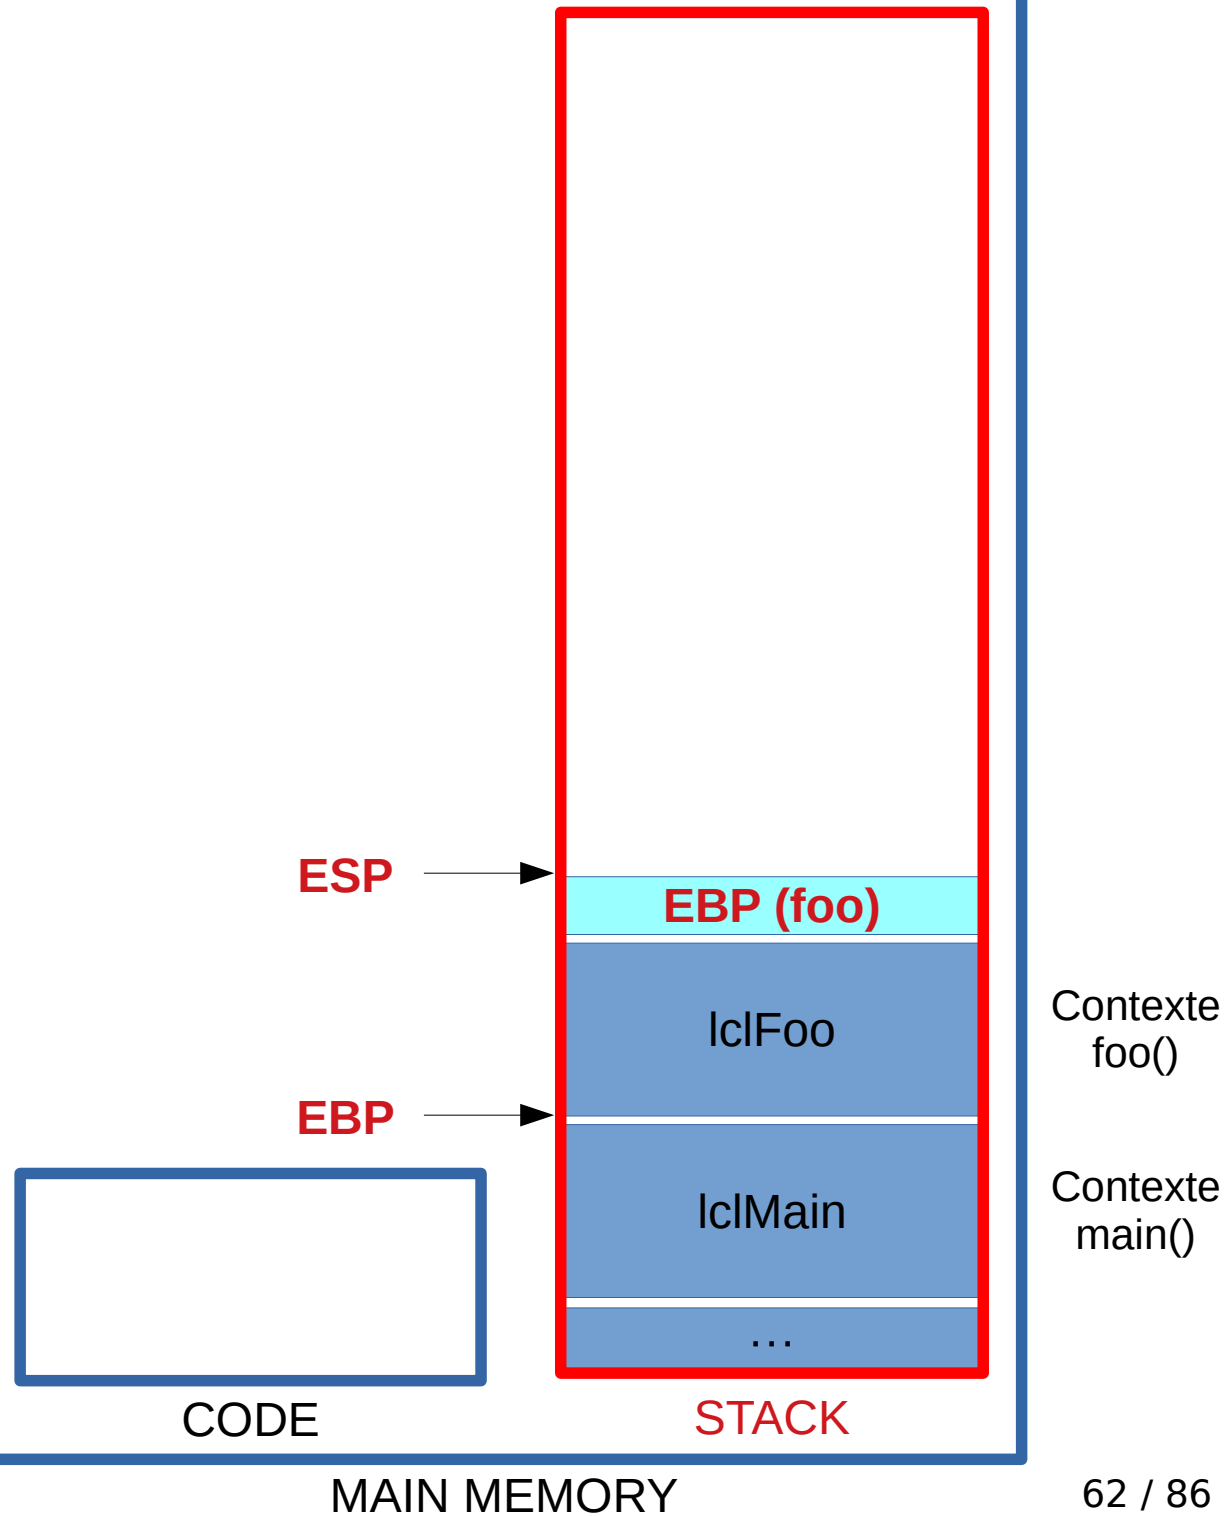 ESP
EBP (foo)
lclFoo
Contexte
foo()
EBP
lclMain
Contexte
main()
...
CODE
STACK
MAIN MEMORY
62 / 86